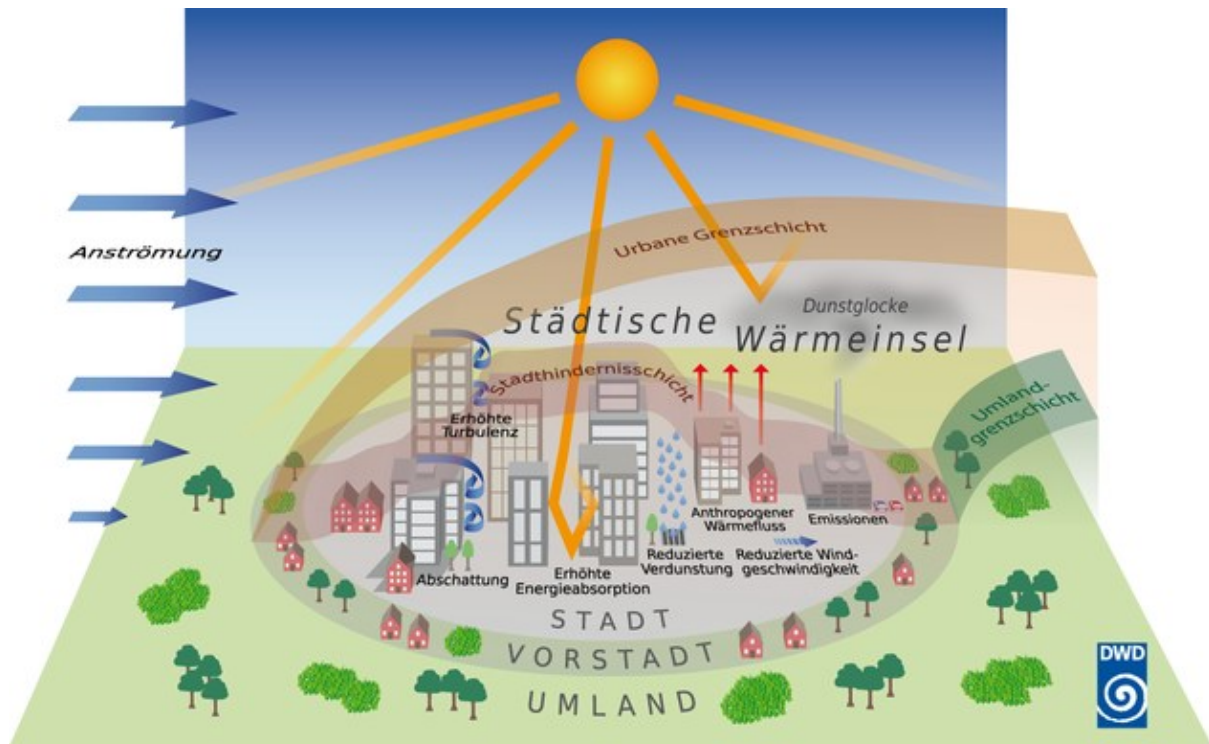 Anströmung
Urbane Grenzschicht
Dunstglocke
Städtische
Wärmeinsel
Stadthindernisschicht
Umland-
grenzschicht
Erhöhte
Turbulenz
Anthropogener
Wärmefluss
Emissionen
Abschattung
Erhöhte
Energieabsorption
Reduzierte
Verdunstung
Reduzierte Wind-
geschwindigkeit
STADT
VORSTADT
UMLAND
DWD